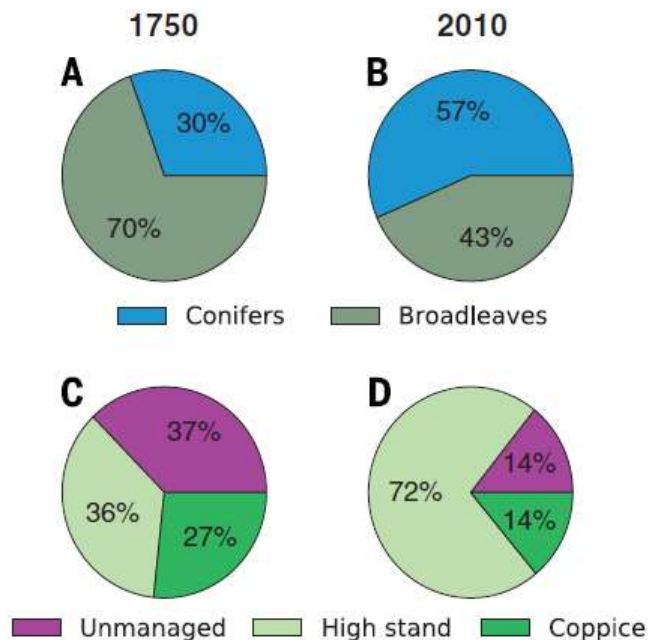 1750 2010
A B
30% 57%
70% 43%
Conifers Broadleaves
C D
37% 14%
36% 72%
27% 14%
Unmanaged High stand Coppice